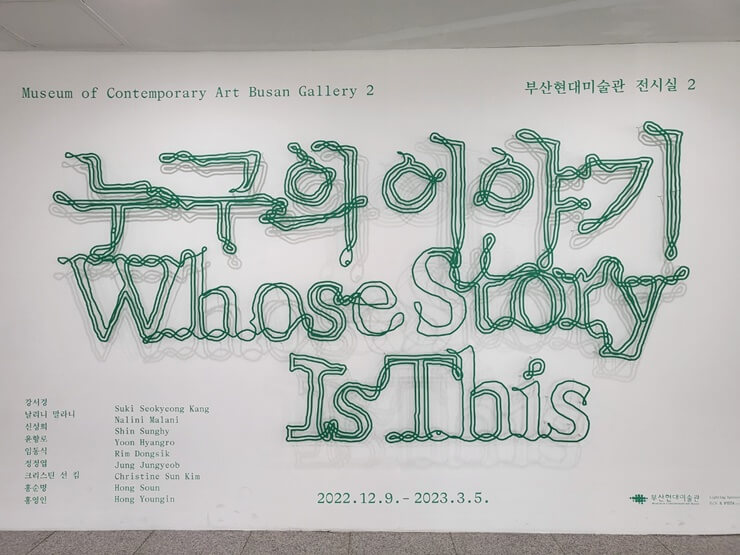 Museum of Contemporary Art Busan Gallery 2
부산현대미술관 전시실 2
누구의 이야기
Whose Story
Is This
강서경
날리니 말라니
신성희
윤향로
임동식
정정엽
크리스틴 선 킴
홍순명
홍영인
Suki Seokyeong Kang
Nalini Malani
Shin Sunghy
Yoon Hyangro
Rim Dongsik
Jung Jungyeob
Christine Sun Kim
Hong Soun
Hong Youngin
2022.12.9.-2023.3.5.
부산현대미술관